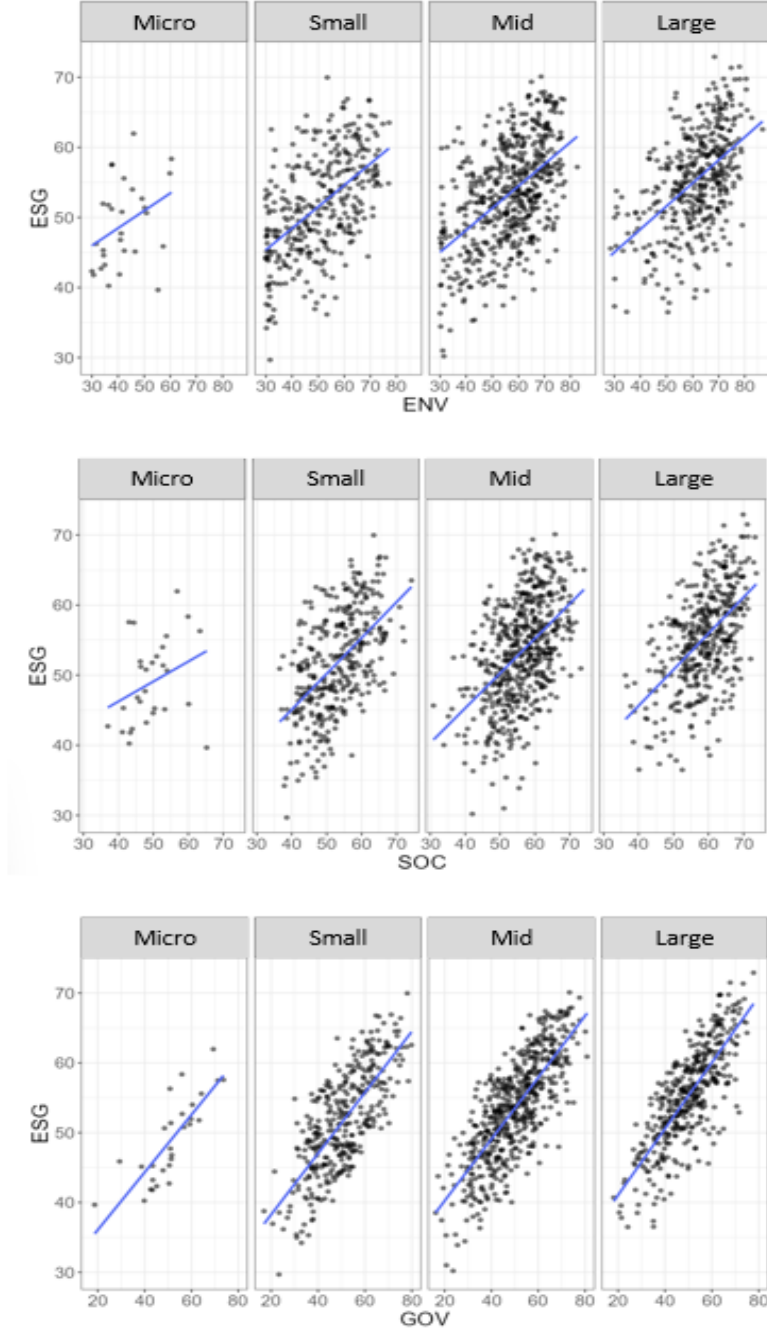 Micro Small Mid Large
70
60
50
40
30
ESG
30 40 50 60 70 80 30 40 50 60 70 80 30 40 50 60 70 80 30 40 50 60 70 80
ENV
Micro Small Mid Large
70
60
50
40
30
ESG
30 40 50 60 70 30 40 50 60 70 30 40 50 60 70 30 40 50 60 70
SOC
Micro Small Mid Large
70
60
50
40
30
ESG
20 40 60 80 20 40 60 80 20 40 60 80 20 40 60 80
GOV